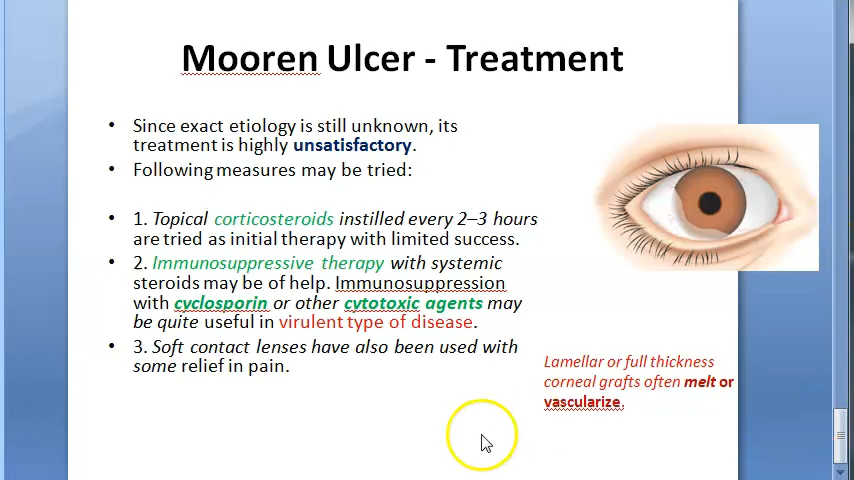 Mooren Ulcer - Treatment
• Since exact etiology is still unknown, its
treatment is highly unsatisfactory.
• Following measures may be tried:
• 1. Topical corticosteroids instilled every 2–3 hours
are tried as initial therapy with limited success.
• 2. Immunosuppressive therapy with systemic
steroids may be of help. Immunosuppression
with cyclosporin or other cytotoxic agents may
be quite useful in virulent type of disease.
• 3. Soft contact lenses have also been used with
some relief in pain.
Lamellar or full thickness
corneal grafts often melt or
vascularize.